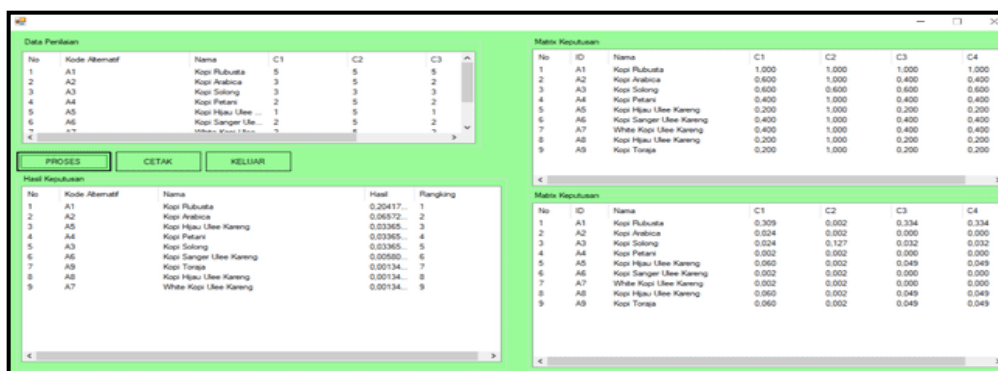 Data Penilaian
No Kode Alternatif Nama C1 C2 C3
1 A1 Kopi Rubusta 5 5 5
2 A2 Kopi Arabica 3 5 2
3 A3 Kopi Solong 3 3 3
4 A4 Kopi Petani 2 5 2
5 A5 Kopi Hijau Ulee ... 1 5 1
6 A6 Kopi Sanger Ule... 2 5 2
7 A7 White Kopi Ulee 2 5 2
PROSES CETAK KELUAR
Hasil Keputusan
No Kode Alternatif Nama Hasil Rangking
1 A1 Kopi Rubusta 0,20417... 1
2 A2 Kopi Arabica 0,06572... 2
3 A5 Kopi Hijau Ulee Kareng 0,03365... 3
4 A4 Kopi Petani 0,03365... 4
5 A3 Kopi Solong 0,03365... 5
6 A6 Kopi Sanger Ulee Kareng 0,00580... 6
7 A9 Kopi Toraja 0,00134... 7
8 A8 Kopi Hijau Ulee Kareng 0,00134... 8
9 A7 White Kopi Ulee Kareng 0,00134... 9
Matrix Keputusan
No ID Nama C1 C2 C3 C4
1 A1 Kopi Rubusta 1,000 1,000 1,000 1,000
2 A2 Kopi Arabica 0,600 1,000 0,400 0,400
3 A3 Kopi Solong 0,600 0,600 0,600 0,600
4 A4 Kopi Petani 0,400 1,000 0,400 0,400
5 A5 Kopi Hijau Ulee Kareng 0,200 1,000 0,200 0,200
6 A6 Kopi Sanger Ulee Kareng 0,400 1,000 0,400 0,400
7 A7 White Kopi Ulee Kareng 0,400 1,000 0,400 0,400
8 A8 Kopi Hijau Ulee Kareng 0,200 1,000 0,200 0,200
9 A9 Kopi Toraja 0,200 1,000 0,200 0,200
Matrix Keputusan
No ID Nama C1 C2 C3 C4
1 A1 Kopi Rubusta 0,309 0,002 0,334 0,334
2 A2 Kopi Arabica 0,024 0,002 0,000 0,000
3 A3 Kopi Solong 0,024 0,127 0,032 0,032
4 A4 Kopi Petani 0,002 0,002 0,000 0,000
5 A5 Kopi Hijau Ulee Kareng 0,060 0,002 0,049 0,049
6 A6 Kopi Sanger Ulee Kareng 0,002 0,002 0,000 0,000
7 A7 White Kopi Ulee Kareng 0,002 0,002 0,000 0,000
8 A8 Kopi Hijau Ulee Kareng 0,060 0,002 0,049 0,049
9 A9 Kopi Toraja 0,060 0,002 0,049 0,049